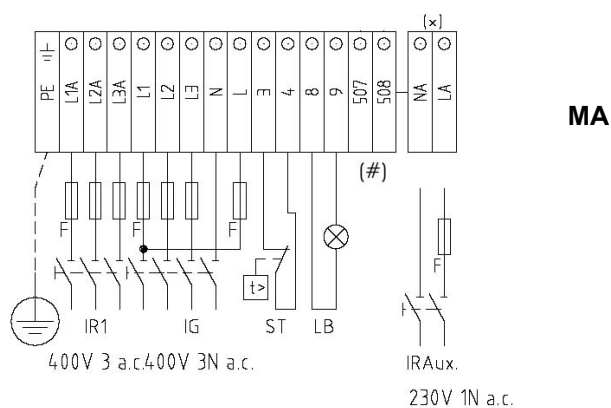 (x)
PE L1A L2A L3A L1 L2 L3 N L 3 4 8 9 507 508 NA LA
MA
(#)
F F F F
t>
IR1 IG ST LB IRAux.
400V 3 a.c.400V 3N a.c.
230V 1N a.c.